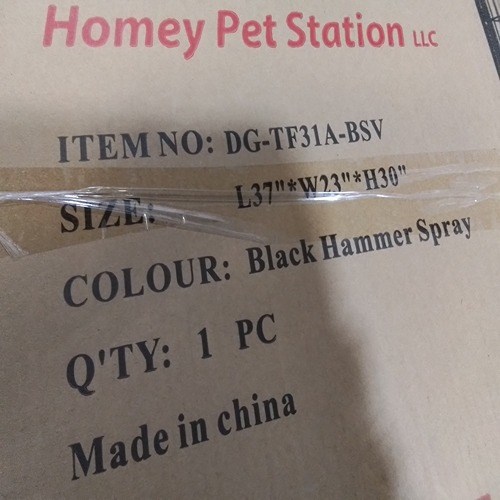 Homey Pet Station LLC
ITEM NO: DG-TF31A-BSV
SIZE: L37"*W23"*H30"
COLOUR: Black Hammer Spray
Q'TY: 1 PC
Made in china